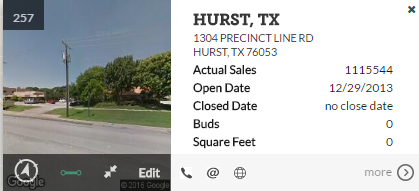 257
HURST, TX
1304 PRECINCT LINE RD
HURST, TX 76053
Actual Sales 1115544
Open Date 12/29/2013
Closed Date no close date
Buds 0
Square Feet 0
Edit
more
Google
© 2016 Google
@